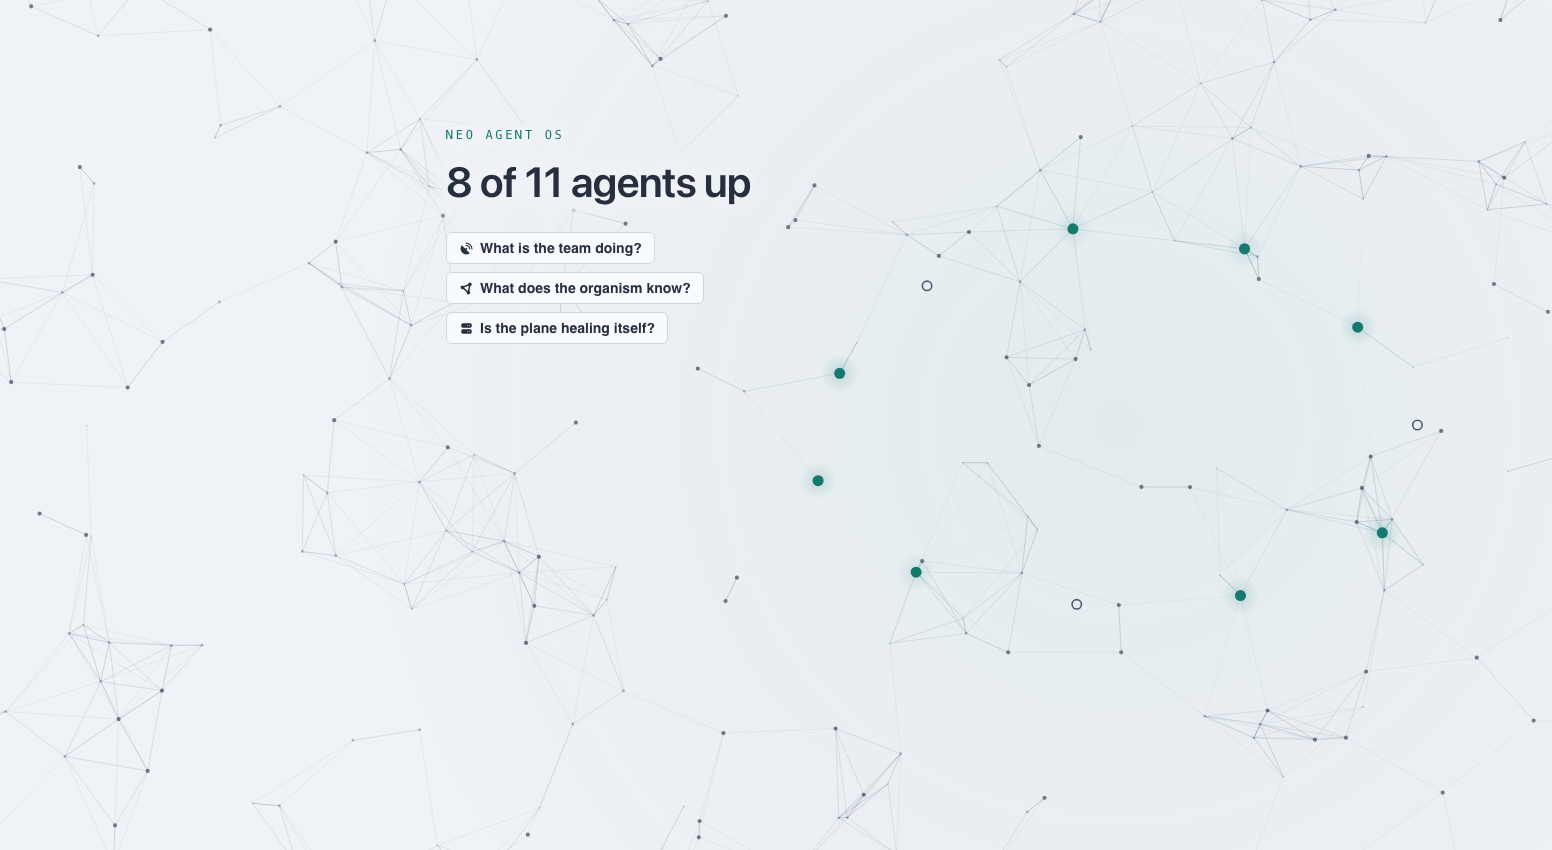 NEO AGENT OS
8 of 11 agents up
What is the team doing?
What does the organism know?
Is the plane healing itself?